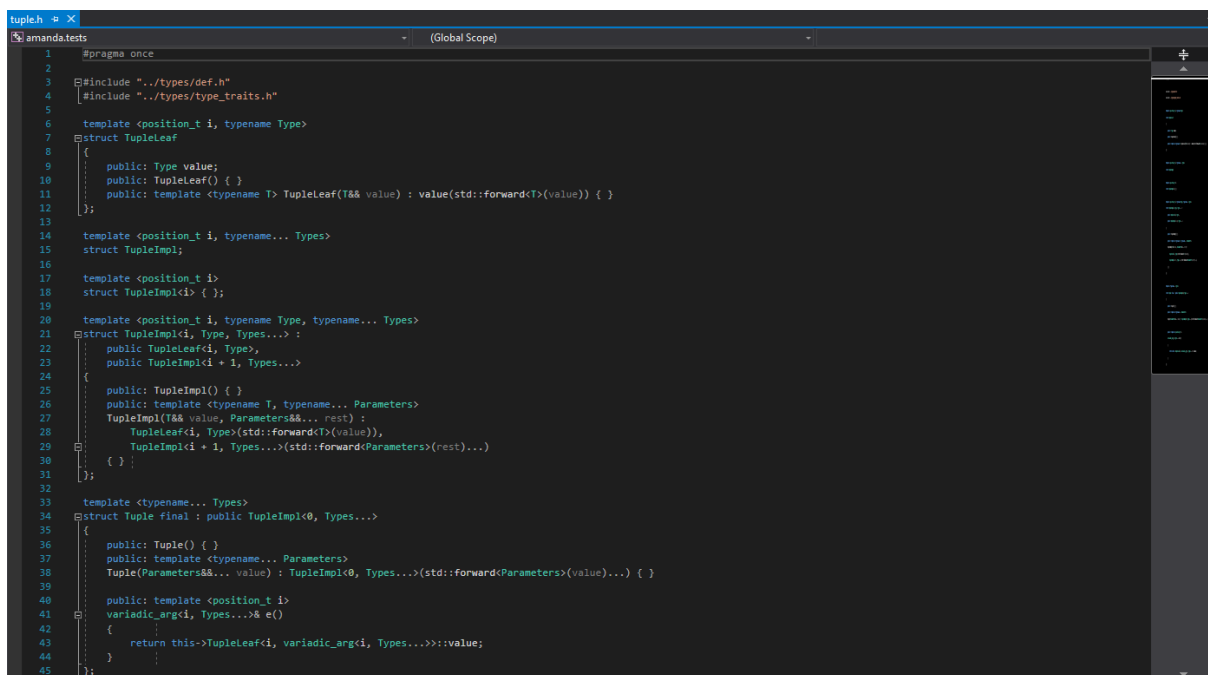 tuple.h
amanda.tests
(Global Scope)
1 #pragma once
2
3 #include "../types/def.h"
4 #include "../types/type_traits.h"
5
6 template <position_t i, typename Type>
7 struct TupleLeaf
8 {
9     public: Type value;
10     public: TupleLeaf() { }
11     public: template <typename T> TupleLeaf(T&& value) : value(std::forward<T>(value)) { }
12 };
13
14 template <position_t i, typename... Types>
15 struct TupleImpl;
16
17 template <position_t i>
18 struct TupleImpl<i> { };
19
20 template <position_t i, typename Type, typename... Types>
21 struct TupleImpl<i, Type, Types...> :
22     public TupleLeaf<i, Type>,
23     public TupleImpl<i + 1, Types...>
24 {
25     public: TupleImpl() { }
26     public: template <typename T, typename... Parameters>
27     TupleImpl(T&& value, Parameters&&... rest) :
28         TupleLeaf<i, Type>(std::forward<T>(value)),
29         TupleImpl<i + 1, Types...>(std::forward<Parameters>(rest)...)
30     { }
31 };
32
33 template <typename... Types>
34 struct Tuple final : public TupleImpl<0, Types...>
35 {
36     public: Tuple() { }
37     public: template <typename... Parameters>
38     Tuple(Parameters&&... value) : TupleImpl<0, Types...>(std::forward<Parameters>(value)...) { }
39
40     public: template <position_t i>
41     variadic_arg<i, Types...>& e()
42     {
43         return this->TupleLeaf<i, variadic_arg<i, Types...>>::value;
44     }
45 };